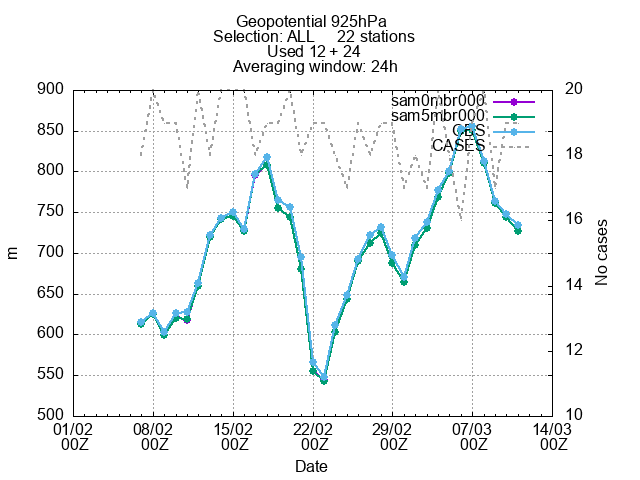 Geopotential 925hPa
Selection: ALL 22 stations
Used 12 + 24
Averaging window: 24h
sam0mbr000
sam5mbr000
OBS
CASES
900
850
800
750
700
650
600
550
500
m
20
18
16
14
12
10
No cases
01/02 08/02 15/02 22/02 29/02 07/03 14/03
00Z 00Z 00Z 00Z 00Z 00Z 00Z
Date